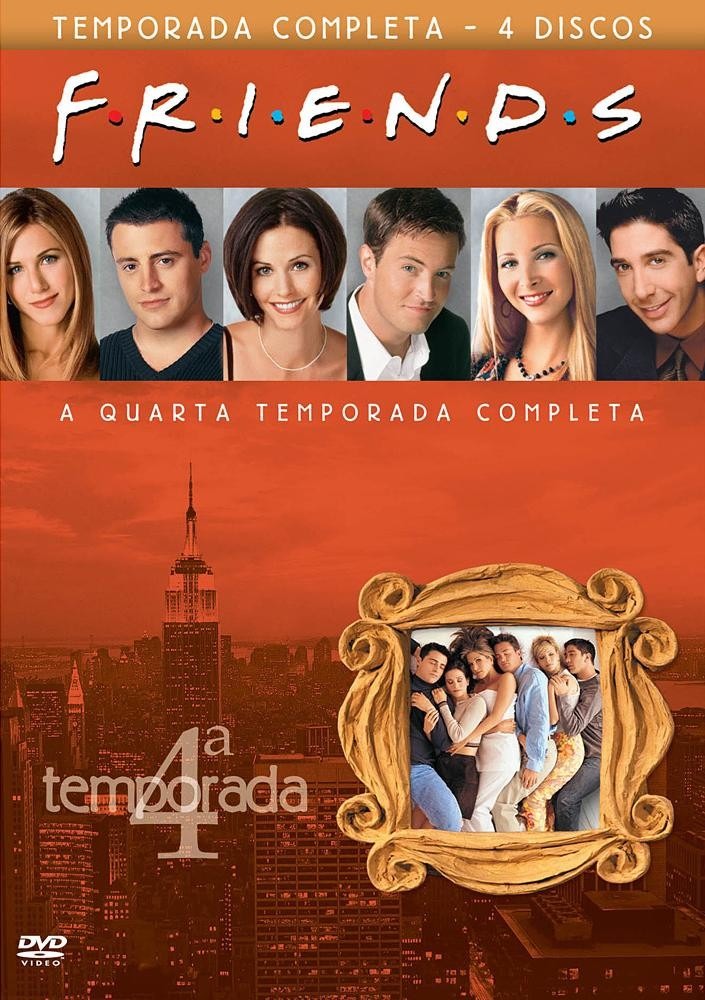 TEMPORADA COMPLETA - 4 DISCOS
F•R•I•E•N•D•S
A QUARTA TEMPORADA COMPLETA
4ª
temporada
DVD
VIDEO